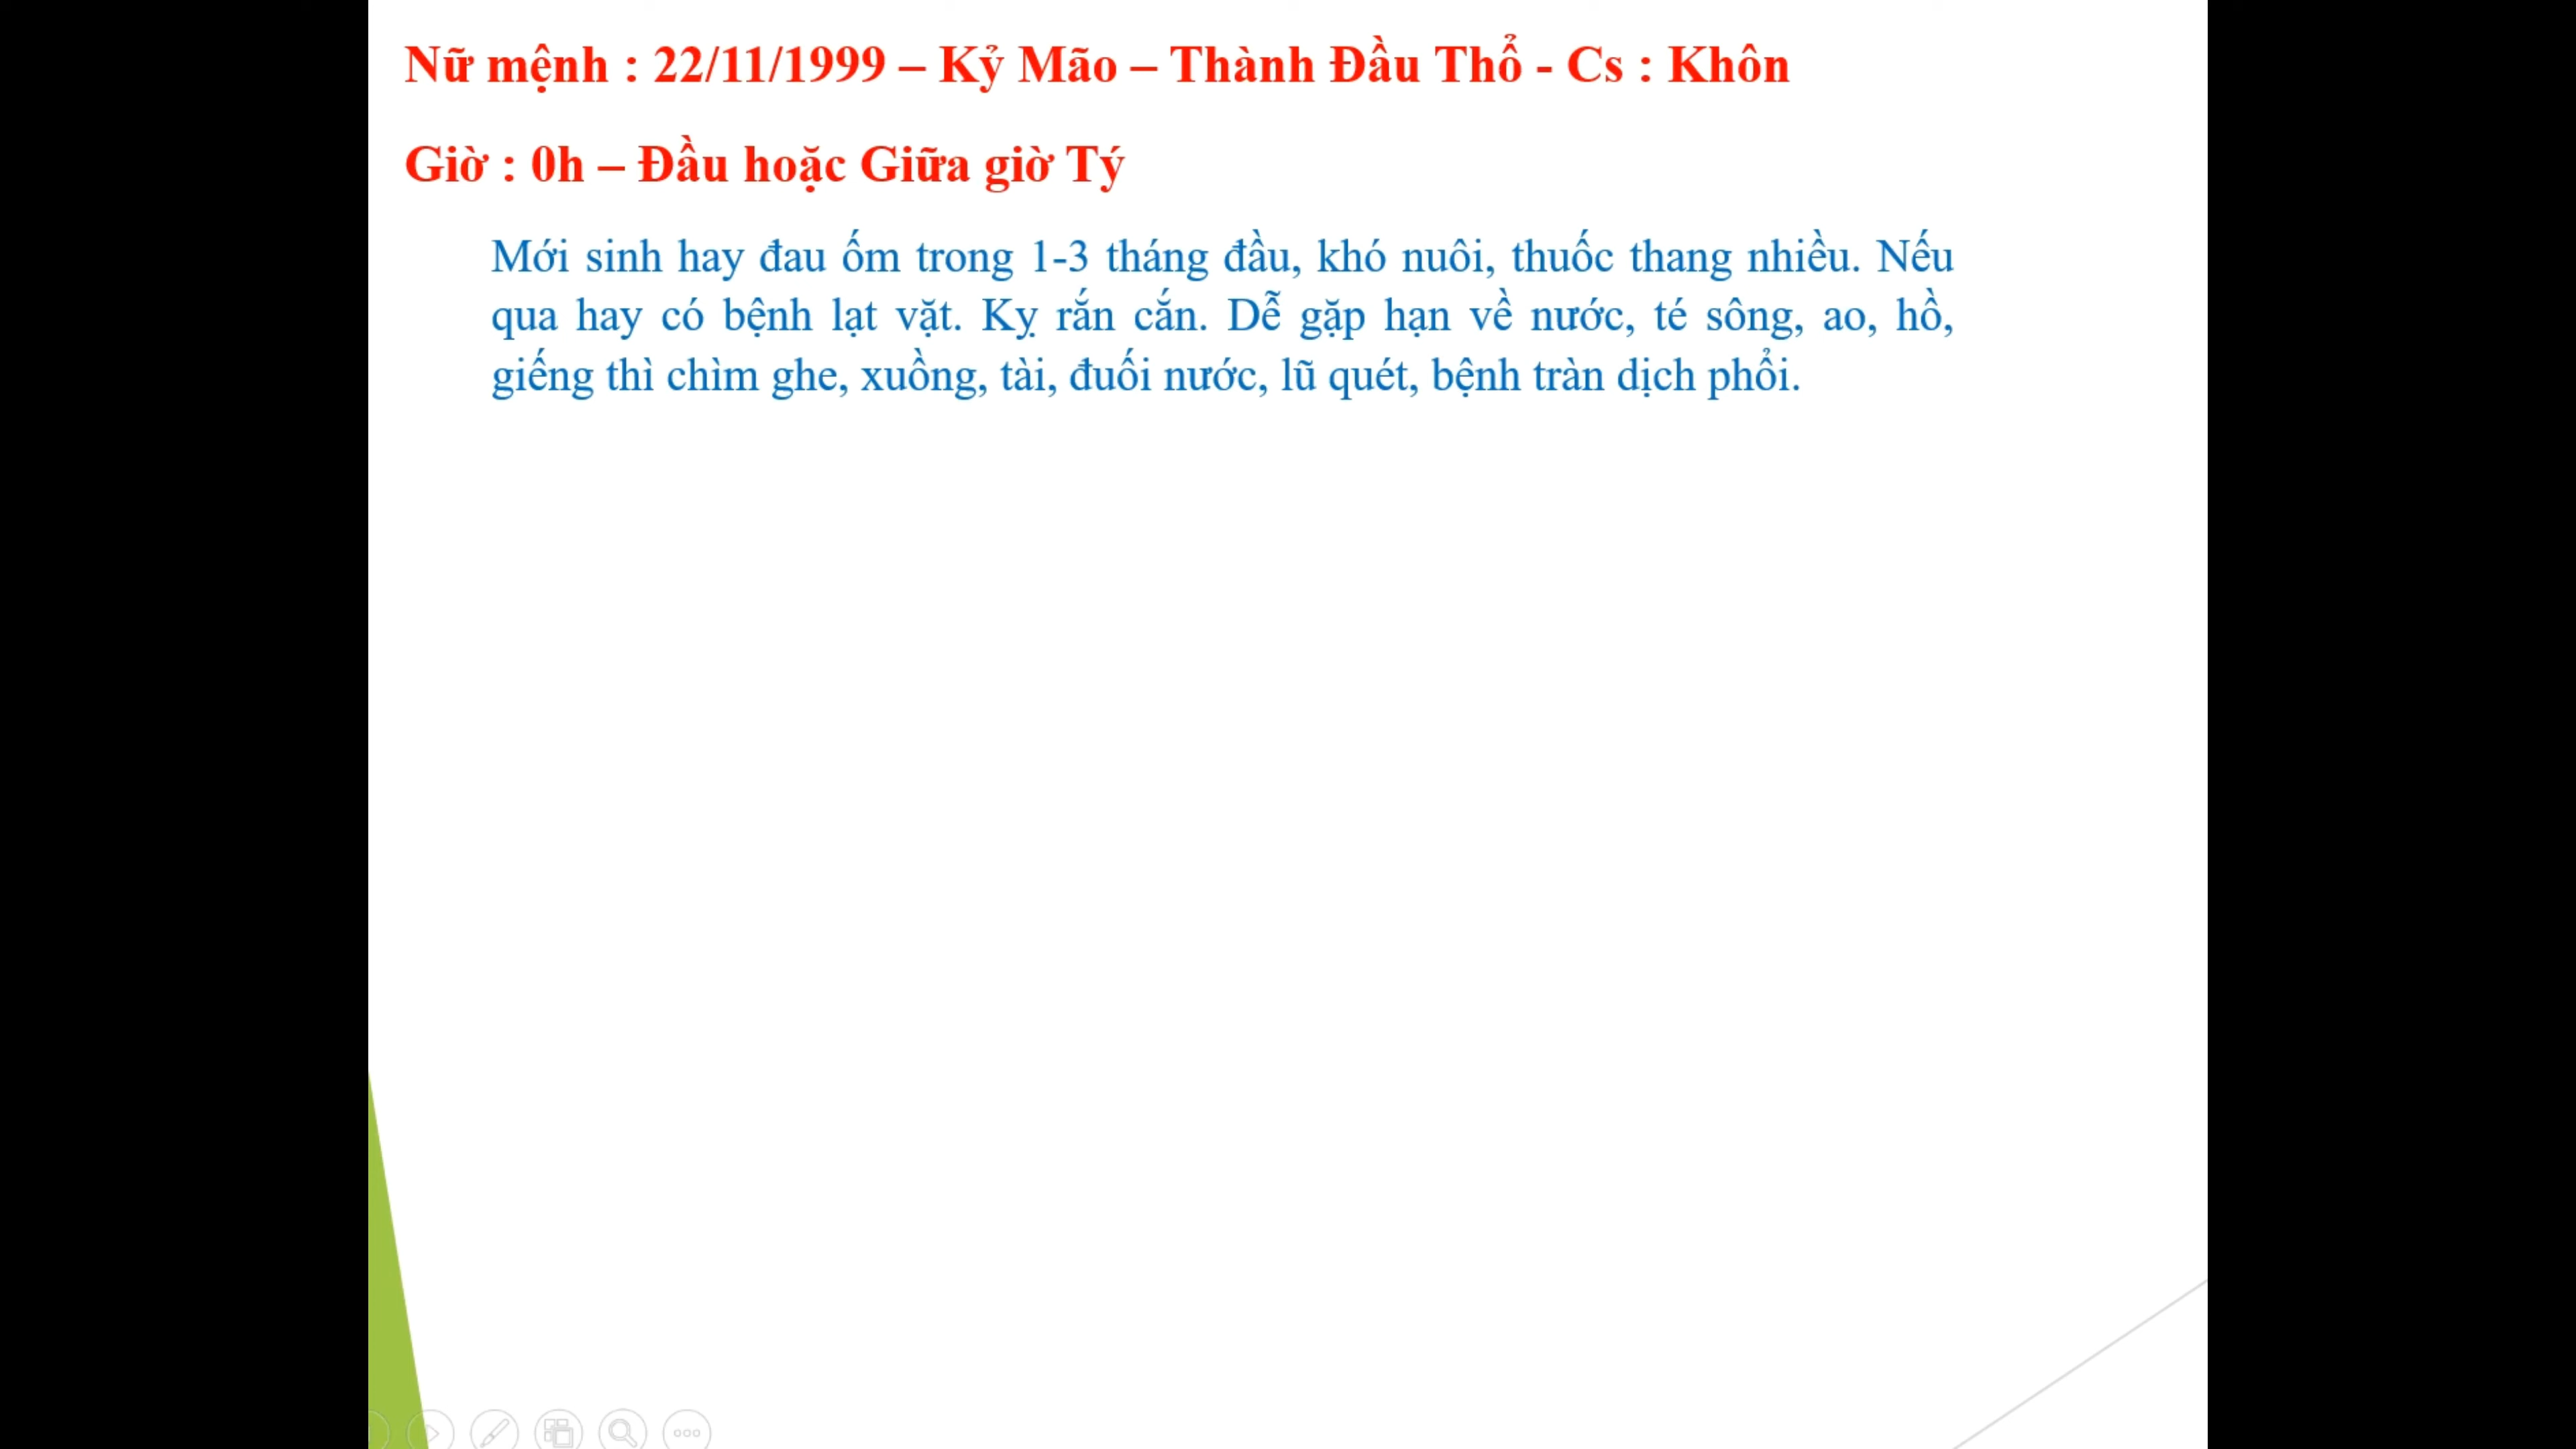 Nữ mệnh : 22/11/1999 – Kỷ Mão – Thành Đầu Thổ - Cs : Khôn
Giờ : 0h – Đầu hoặc Giữa giờ Tý
Mới sinh hay đau ốm trong 1-3 tháng đầu, khó nuôi, thuốc thang nhiều. Nếu
qua hay có bệnh lạt vặt. Kỵ rắn cắn. Dễ gặp hạn về nước, té sông, ao, hồ,
giếng thì chìm ghe, xuồng, tài, đuối nước, lũ quét, bệnh tràn dịch phổi.